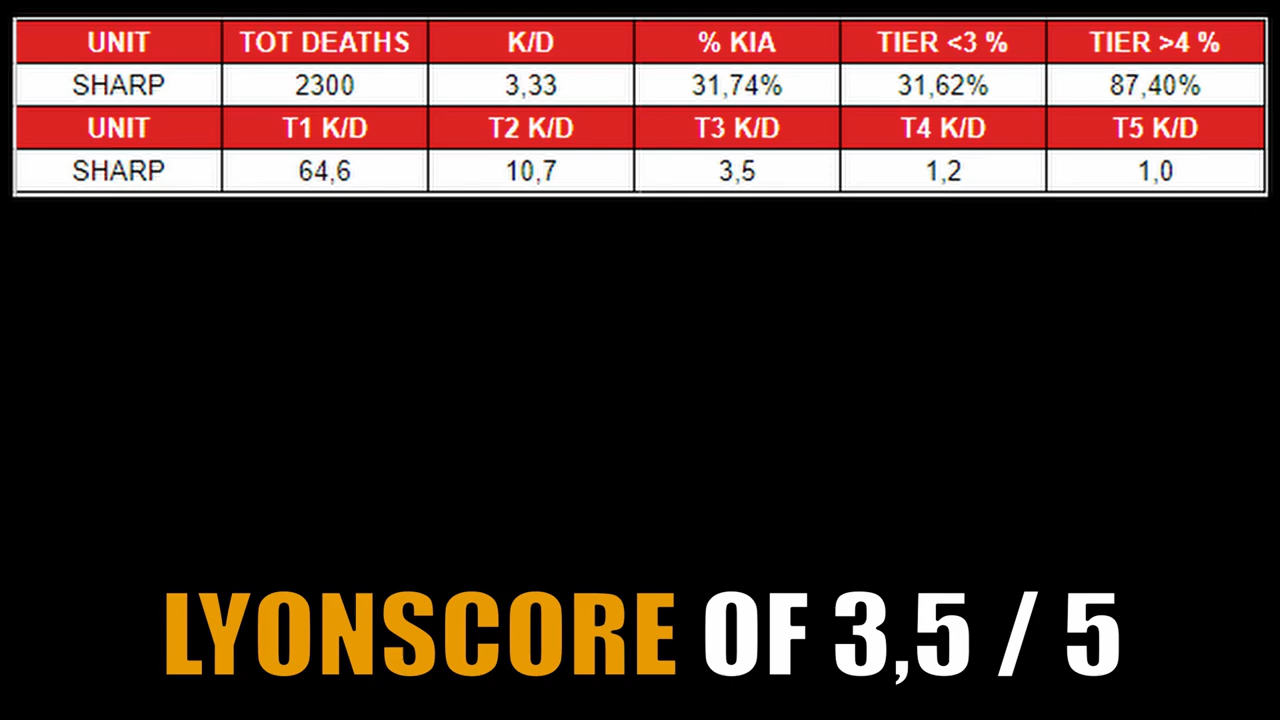 UNIT TOT DEATHS K/D % KIA TIER <3 % TIER >4 %
SHARP 2300 3,33 31,74% 31,62% 87,40%
UNIT T1 K/D T2 K/D T3 K/D T4 K/D T5 K/D
SHARP 64,6 10,7 3,5 1,2 1,0
LYONSCORE OF 3,5 / 5